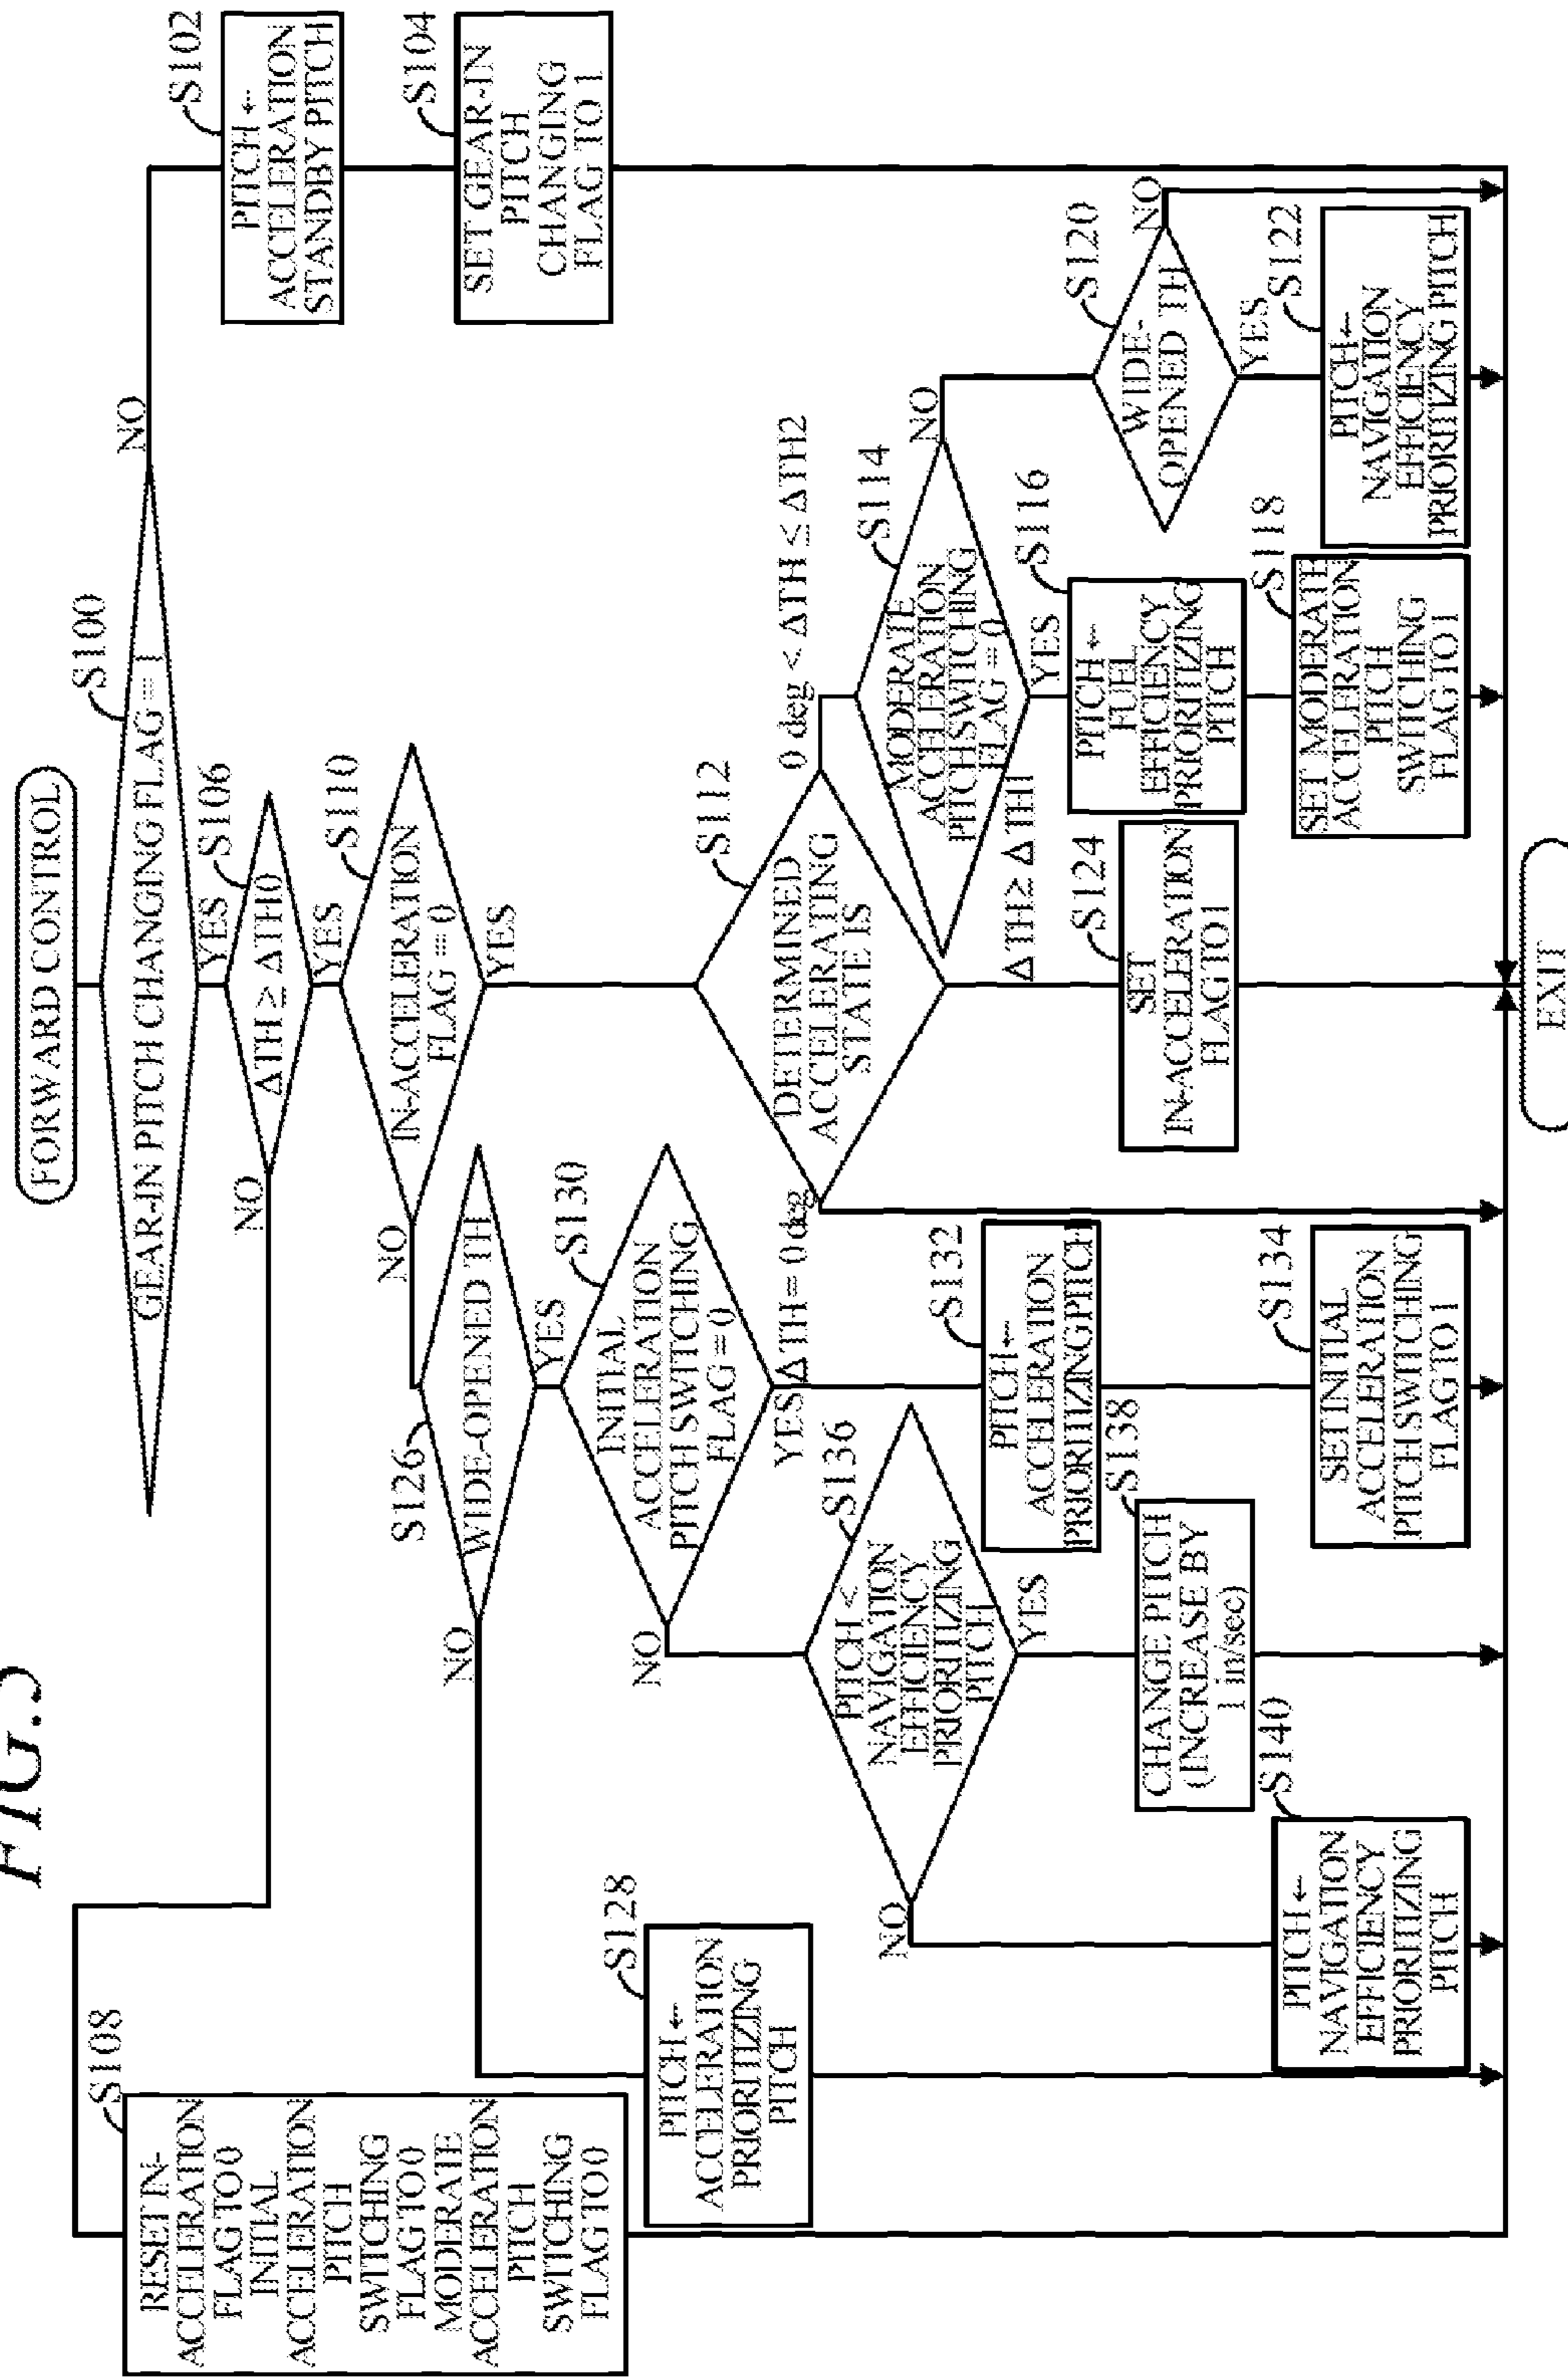 FIG.5
FORWARD CONTROL
S100
GEAR-IN PITCH CHANGING FLAG = 1
NO
YES
S102
PITCH ←
ACCELERATION
STANDBY PITCH
S104
SET GEAR-IN
PITCH
CHANGING
FLAG TO 1
S106
ΔTH ≥ ΔTH0
NO
YES
S108
RESET IN-
ACCELERATION
FLAG TO 0
INITIAL
ACCELERATION
PITCH
SWITCHING
FLAG TO 0
MODERATE
ACCELERATION
PITCH
SWITCHING
FLAG TO 0
S110
IN-ACCELERATION
FLAG = 0
NO
YES
S112
DETERMINED
ACCELERATING
STATE IS
0 deg < ΔTH ≤ ΔTH2
ΔTH ≥ ΔTH1
ΔTH = 0 deg
S114
MODERATE
ACCELERATION
PITCH SWITCHING
FLAG = 0
NO
YES
S116
PITCH ←
FUEL
EFFICIENCY
PRIORITIZING
PITCH
S118
SET MODERATE
ACCELERATION
PITCH
SWITCHING
FLAG TO 1
S120
WIDE-
OPENED TH
NO
YES
S122
PITCH ←
NAVIGATION
EFFICIENCY
PRIORITIZING PITCH
S124
SET
IN-ACCELERATION
FLAG TO 1
S126
WIDE-OPENED TH
NO
YES
S128
PITCH ←
ACCELERATION
PRIORITIZING
PITCH
S130
INITIAL
ACCELERATION
PITCH SWITCHING
FLAG = 0
NO
YES
S132
PITCH ←
ACCELERATION
PRIORITIZING PITCH
S134
SET INITIAL
ACCELERATION
PITCH SWITCHING
FLAG TO 1
S136
PITCH <
NAVIGATION
EFFICIENCY
PRIORITIZING
PITCH
NO
YES
S138
CHANGE PITCH
(INCREASE BY
1 in/sec)
S140
PITCH ←
NAVIGATION
EFFICIENCY
PRIORITIZING
PITCH
EXIT